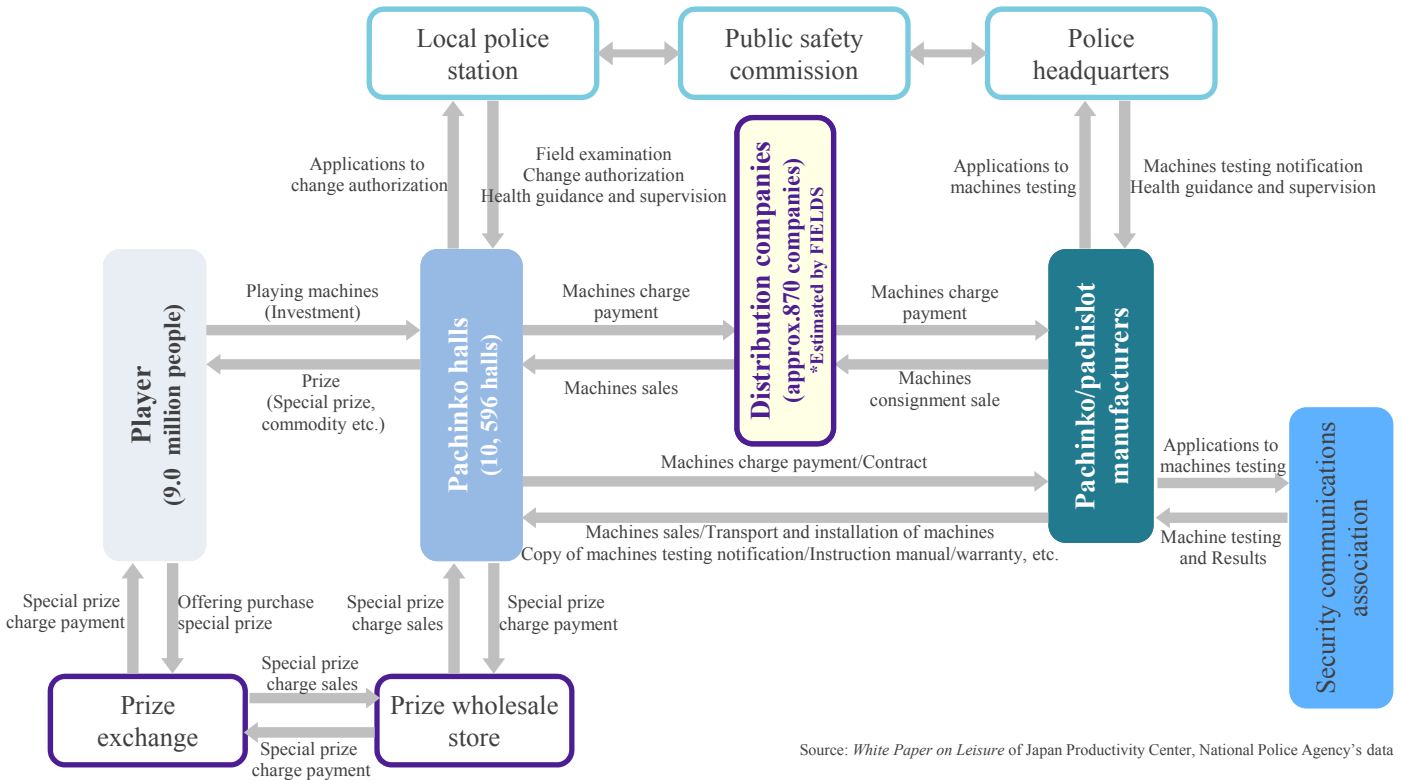 Local police
station
Public safety
commission
Police
headquarters
Applications to
change authorization
Field examination
Change authorization
Health guidance and supervision
Applications to
machines testing
Machines testing notification
Health guidance and supervision
Player
(9.0 million people)
Playing machines
(Investment)
Prize
(Special prize,
commodity etc.)
Pachinko halls
(10, 596 halls)
Machines charge
payment
Machines sales
Distribution companies
(approx.870 companies)
*Estimated by FIELDS
Machines charge
payment
Machines
consignment sale
Pachinko/pachislot
manufacturers
Machines charge payment/Contract
Machines sales/Transport and installation of machines
Copy of machines testing notification/Instruction manual/warranty, etc.
Applications to
machines testing
Machine testing
and Results
Security communications
association
Special prize
charge payment
Offering purchase
special prize
Special prize
charge sales
Special prize
charge payment
Prize
exchange
Special prize
charge sales
Special prize
charge payment
Prize wholesale
store
Source: White Paper on Leisure of Japan Productivity Center, National Police Agency’s data